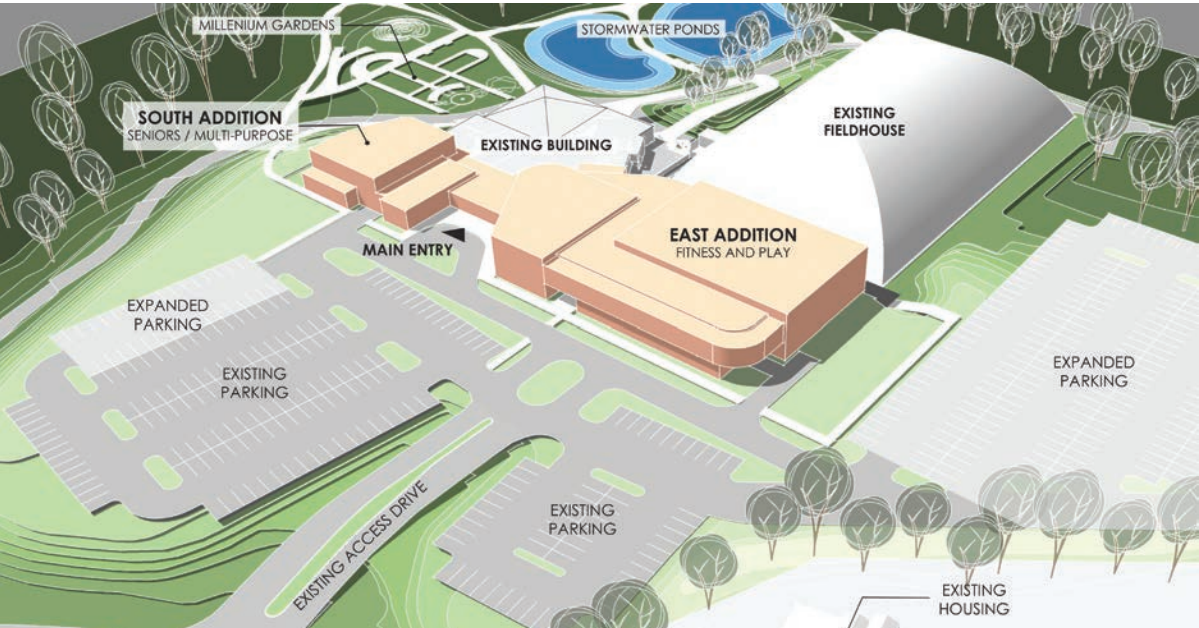 MILLENIUM GARDENS
STORMWATER PONDS
SOUTH ADDITION
SENIORS / MULTI-PURPOSE
EXISTING BUILDING
EXISTING
FIELDHOUSE
MAIN ENTRY
EAST ADDITION
FITNESS AND PLAY
EXPANDED
PARKING
EXISTING
PARKING
EXPANDED
PARKING
EXISTING ACCESS DRIVE
EXISTING
PARKING
EXISTING
HOUSING